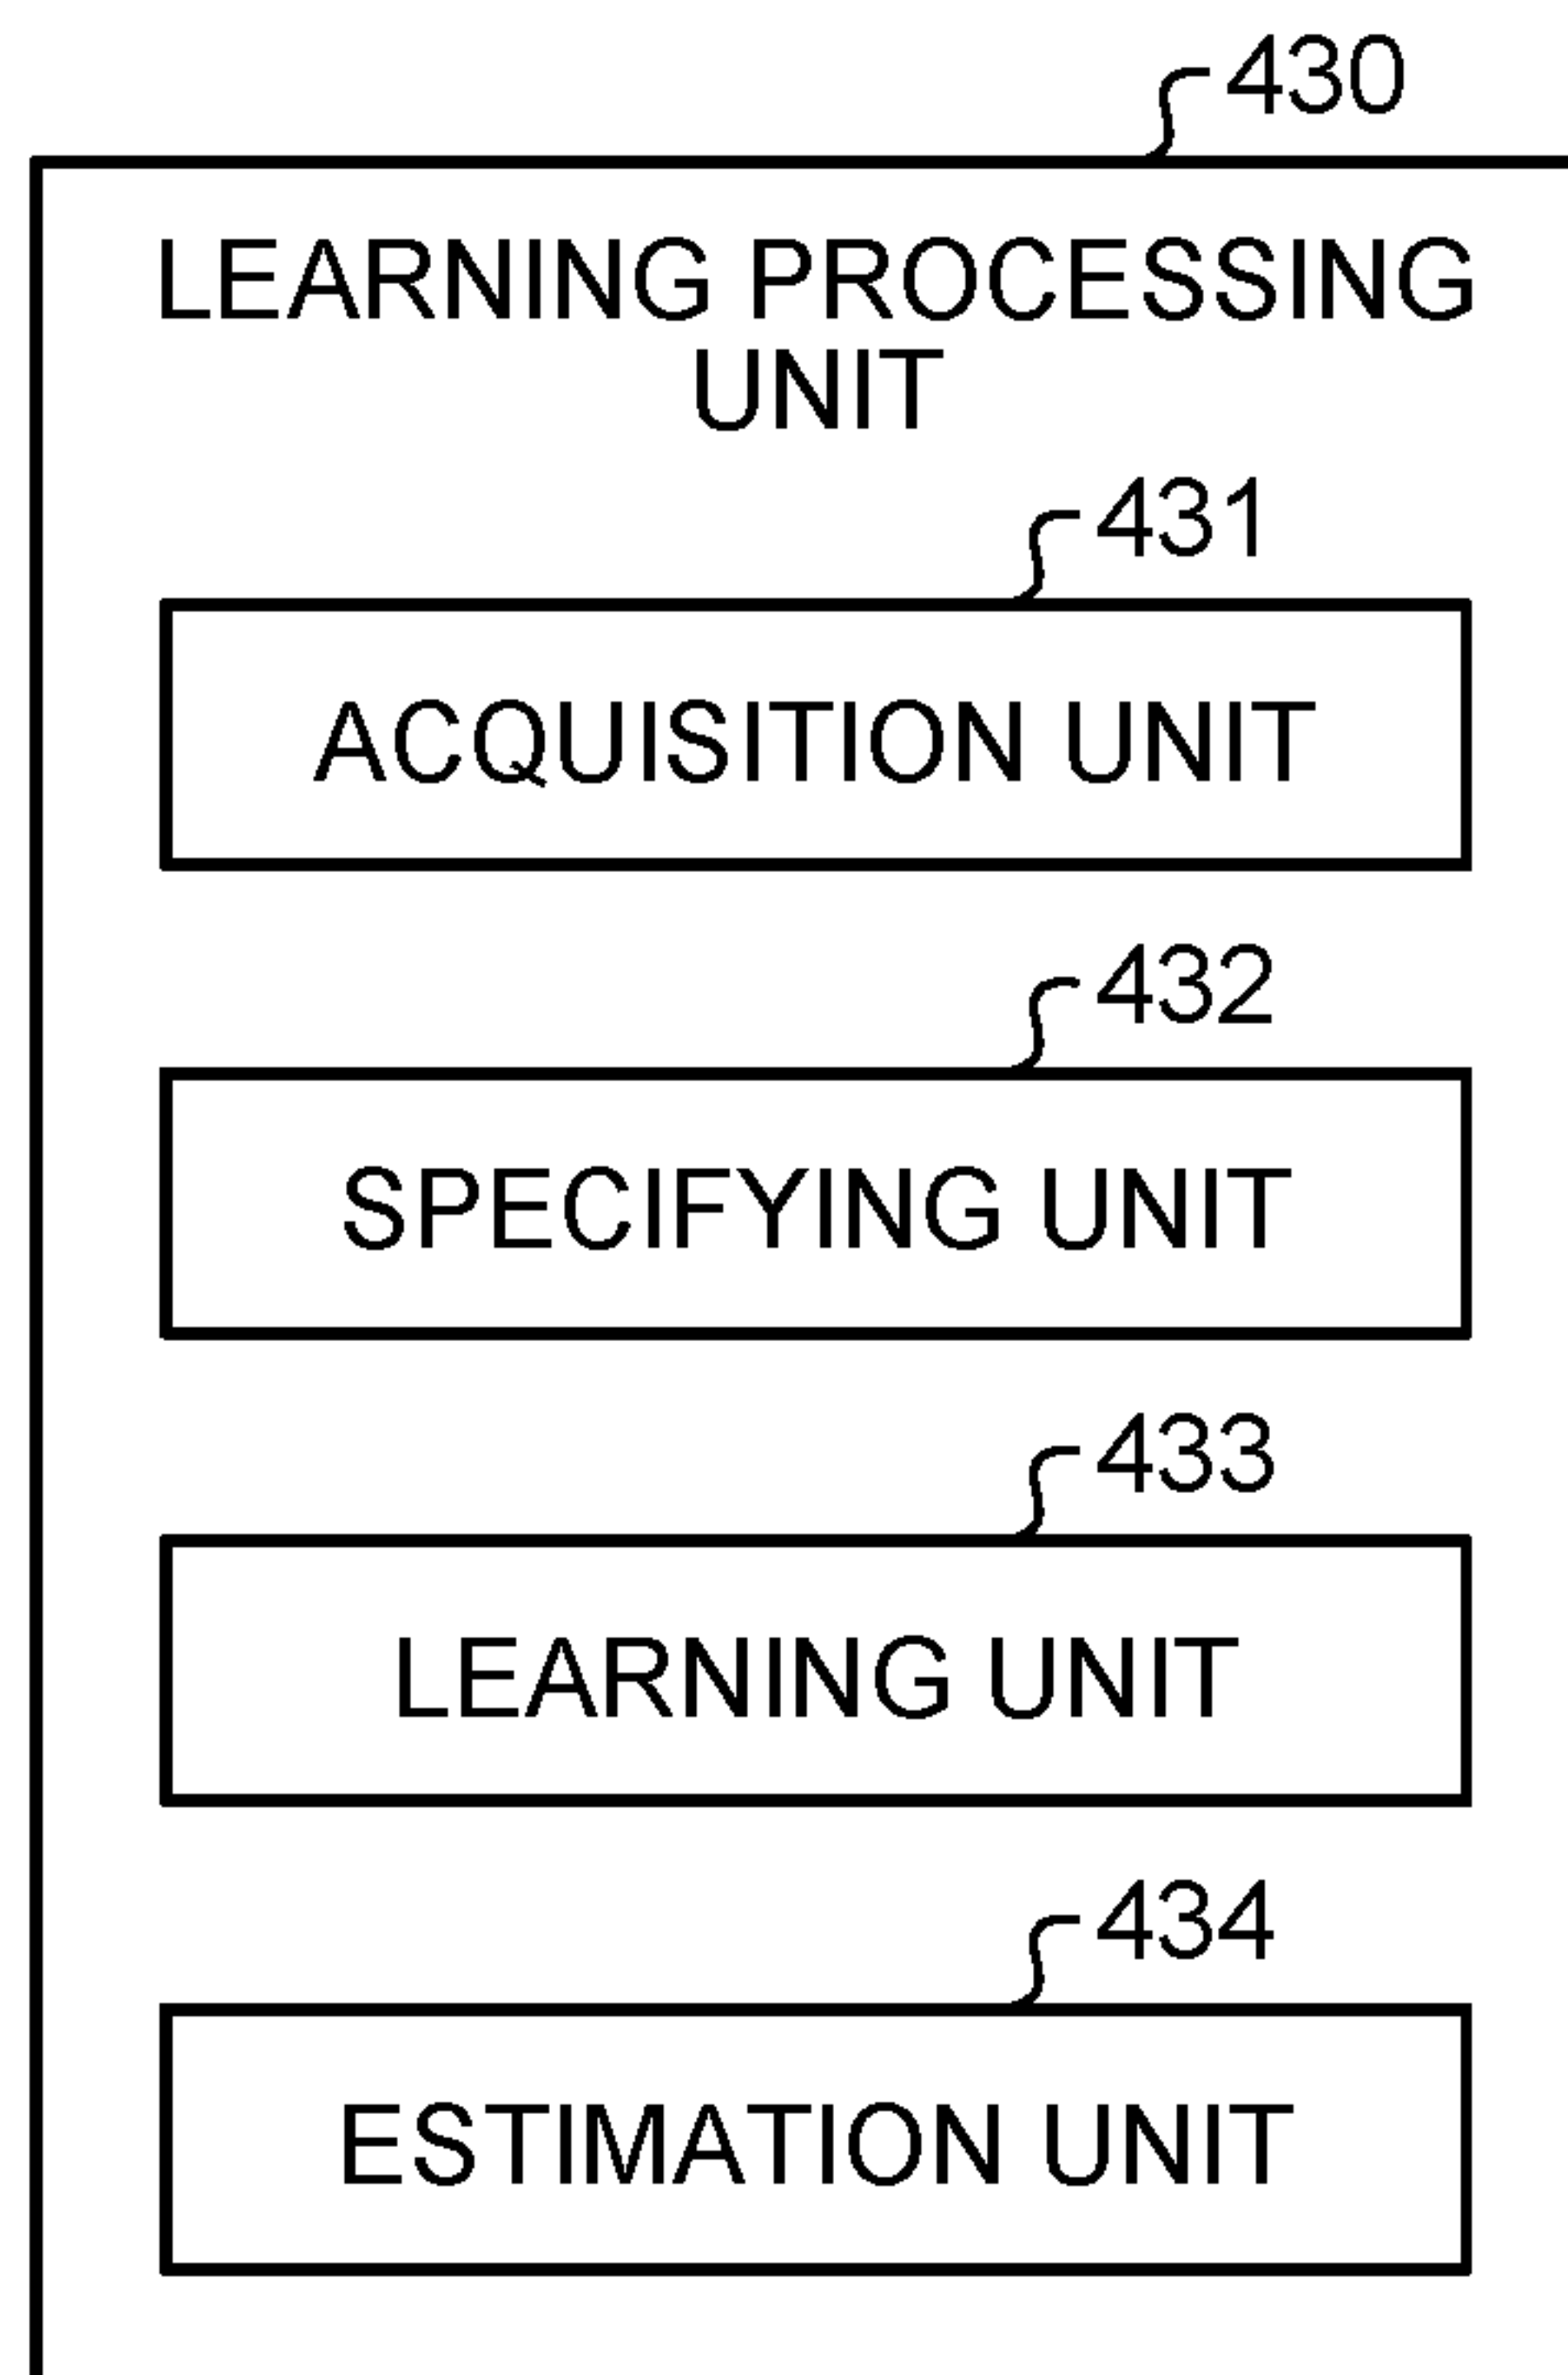 430
LEARNING PROCESSING
UNIT
431
ACQUISITION UNIT
432
SPECIFYING UNIT
433
LEARNING UNIT
434
ESTIMATION UNIT